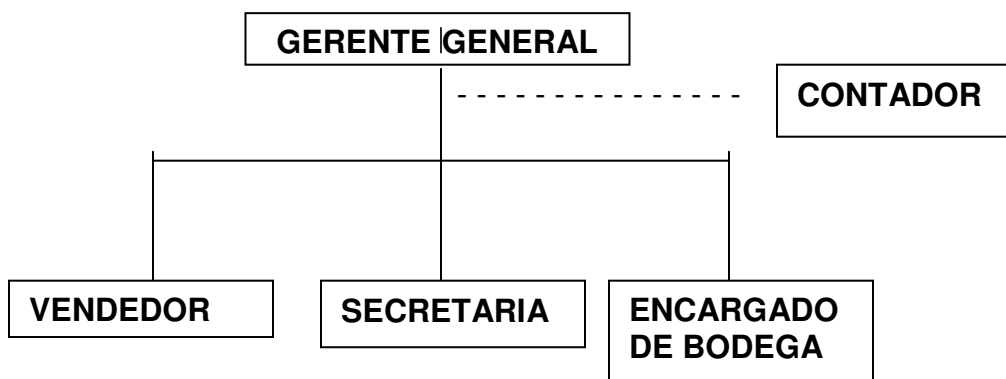 GERENTE GENERAL
CONTADOR
VENDEDOR
SECRETARIA
ENCARGADO
DE BODEGA